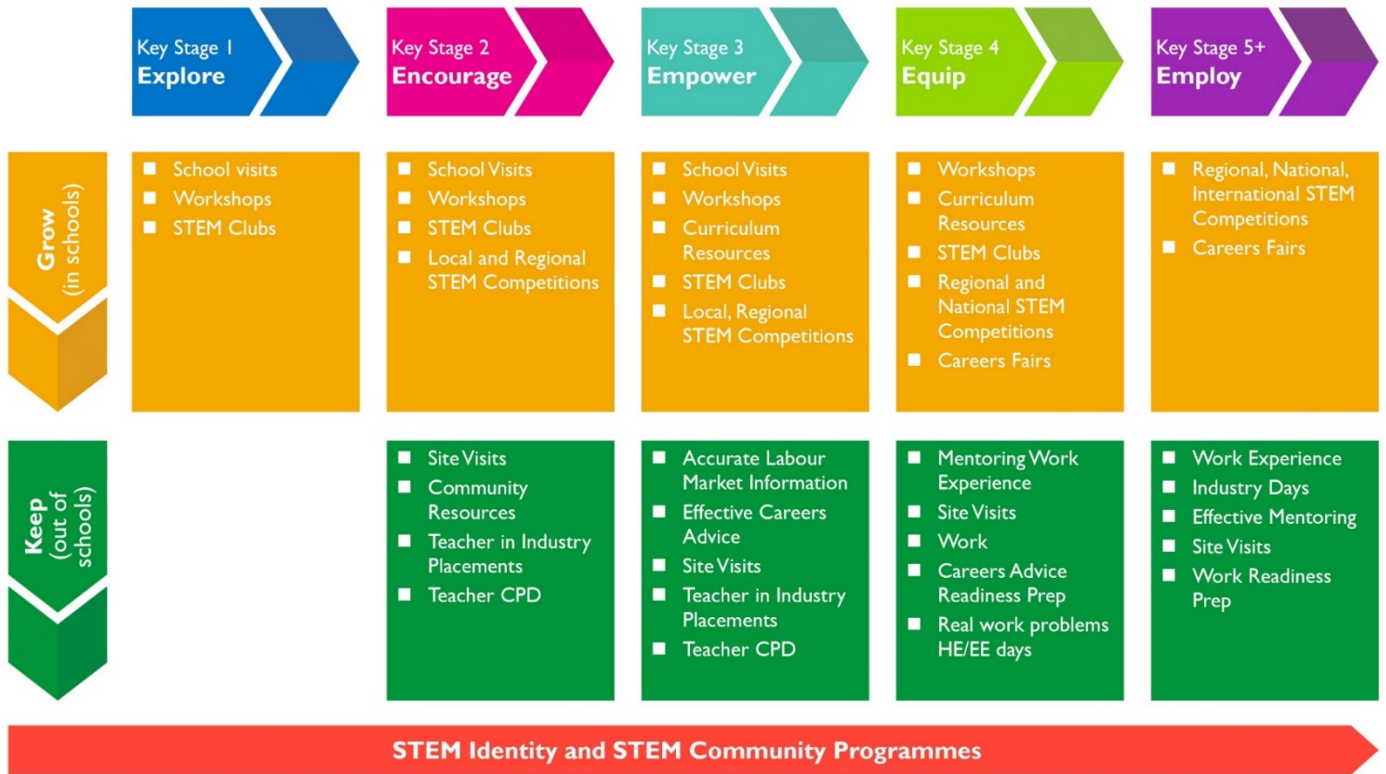 Key Stage 1
Explore
Key Stage 2
Encourage
Key Stage 3
Empower
Key Stage 4
Equip
Key Stage 5+
Employ
Grow
(in schools)
School visits
Workshops
STEM Clubs
School Visits
Workshops
STEM Clubs
Local and Regional
STEM Competitions
School Visits
Workshops
Curriculum
Resources
STEM Clubs
Local, Regional
STEM Competitions
Workshops
Curriculum
Resources
STEM Clubs
Regional and
National STEM
Competitions
Careers Fairs
Regional, National,
International STEM
Competitions
Careers Fairs
Keep
(out of
schools)
Site Visits
Community
Resources
Teacher in Industry
Placements
Teacher CPD
Accurate Labour
Market Information
Effective Careers
Advice
Site Visits
Teacher in Industry
Placements
Teacher CPD
Mentoring Work
Experience
Site Visits
Work
Careers Advice
Readiness Prep
Real work problems
HE/EE days
Work Experience
Industry Days
Effective Mentoring
Site Visits
Work Readiness
Prep
STEM Identity and STEM Community Programmes